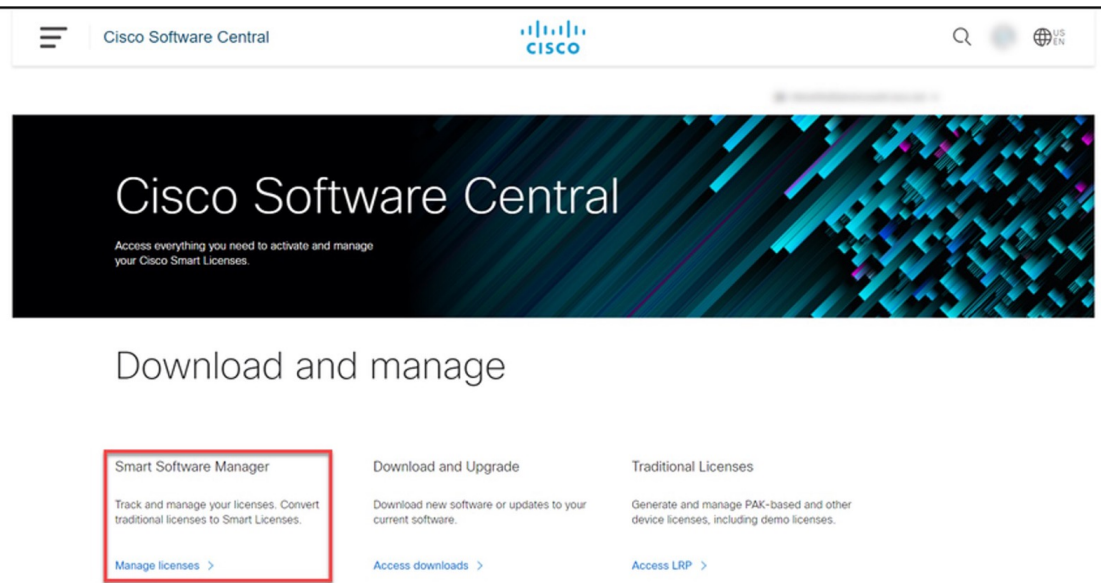 Cisco Software Central
CISCO
US
EN
Cisco Software Central
Access everything you need to activate and manage
your Cisco Smart Licenses.
Download and manage
Smart Software Manager
Track and manage your licenses. Convert
traditional licenses to Smart Licenses.
Manage licenses >
Download and Upgrade
Download new software or updates to your
current software.
Access downloads >
Traditional Licenses
Generate and manage PAK-based and other
device licenses, including demo licenses.
Access LRP >